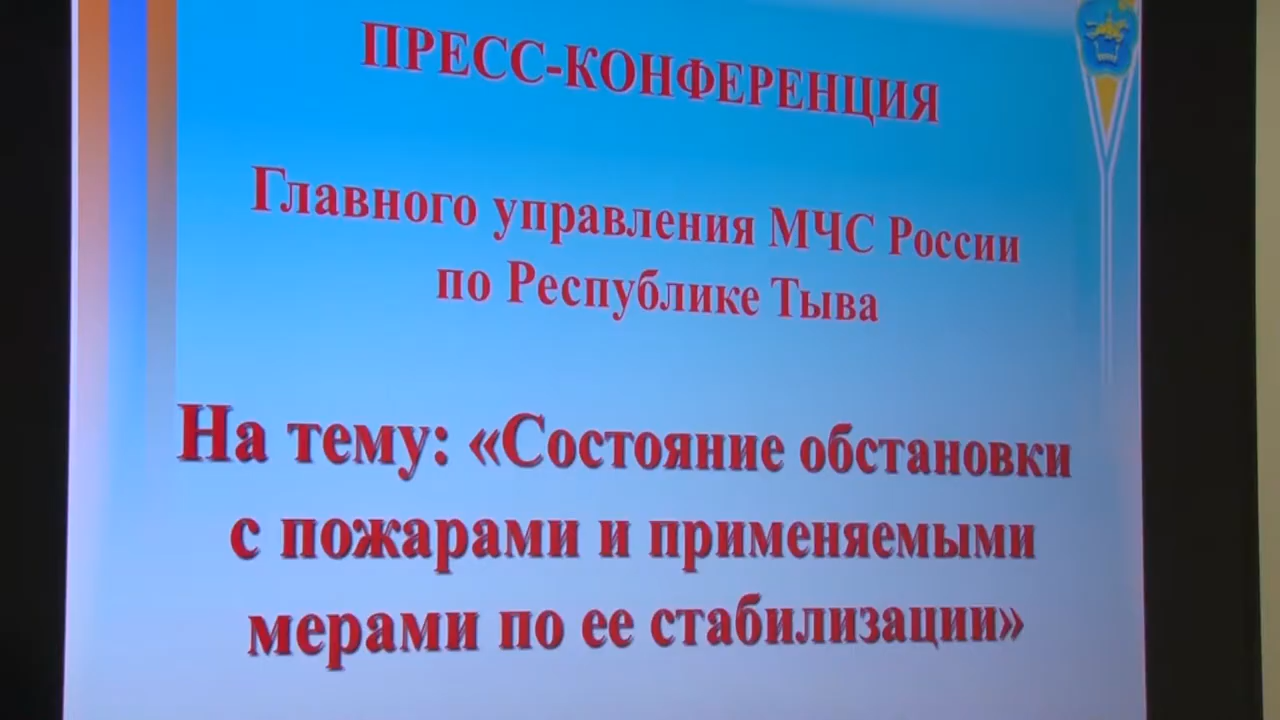 ПРЕСС-КОНФЕРЕНЦИЯ
Главного управления МЧС России
по Республике Тыва
На тему: «Состояние обстановки
с пожарами и применяемыми
мерами по ее стабилизации»